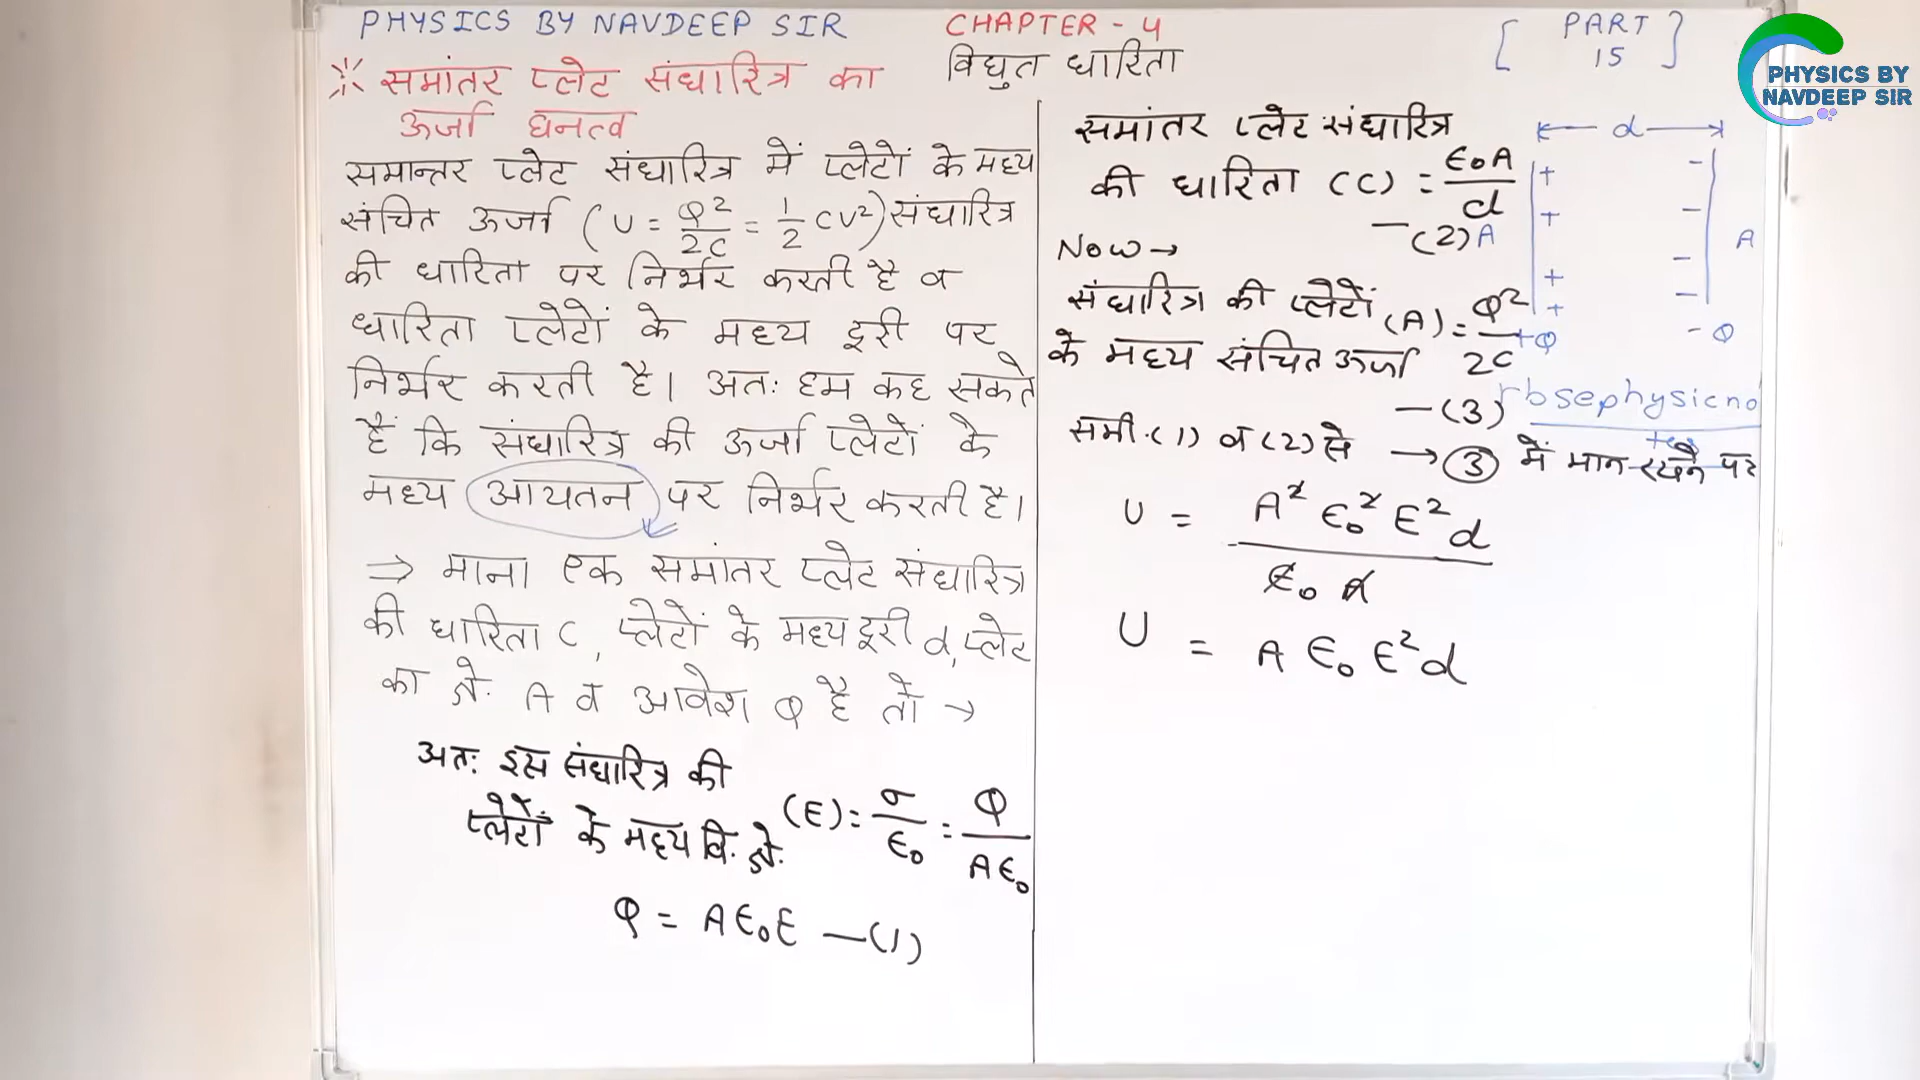 PHYSICS BY NAVDEEP SIR
CHAPTER - 4
विद्युत धारिता
[ PART 15 ]
PHYSICS BY
NAVDEEP SIR
समांतर प्लेट संधारित्र का
ऊर्जा घनत्व
समान्तर प्लेट संधारित्र में प्लेटों के मध्य
संचित ऊर्जा (U = Q²/2C = 1/2 CV²) संधारित्र
की धारिता पर निर्भर करती है व
धारिता प्लेटों के मध्य दूरी पर
निर्भर करती है। अतः हम कह सकते
हैं कि संधारित्र की ऊर्जा प्लेटों के
मध्य आयतन पर निर्भर करती है।
⇒ माना एक समांतर प्लेट संधारित्र
की धारिता C, प्लेटों के मध्य दूरी d, प्लेट
का क्षे. A व आवेश Q है तो →
अतः इस संधारित्र की
प्लेटों के मध्य वि. क्षे. (E) = σ/ε₀ = Q/Aε₀
Q = Aε₀E —(1)
समांतर प्लेट संधारित्र
की धारिता (C) = ε₀A/d
—(2)
Now →
संधारित्र की प्लेटों (A) = Q²/2C
के मध्य संचित ऊर्जा
—(3)
समी. (1) व (2) से → (3) में मान रखने पर
U = A² ε₀² E² d / ε₀ A
U = A ε₀ E² d
← d →
+ -
+ -
A A
+ -
+ -
+Q - Q
rbsephysicno